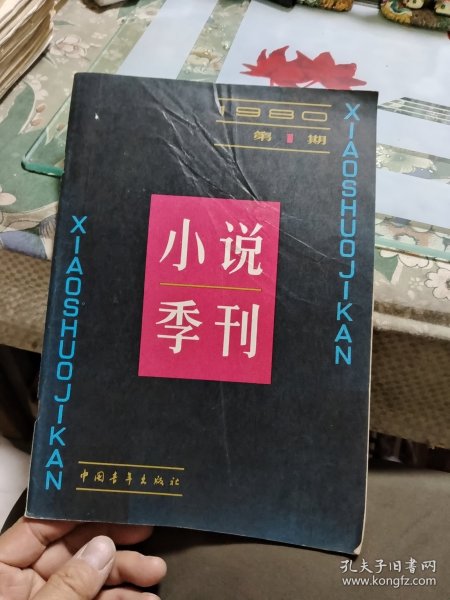 1980
第1期
XIAOSHUOJIKAN
小说
季刊
XIAOSHUOJIKAN
中国青年出版社
孔夫子旧书网
www.kongfz.com